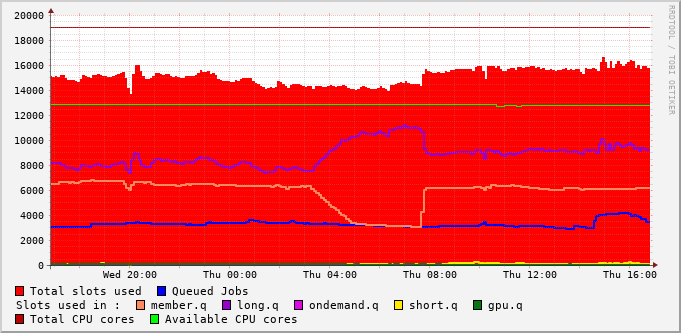 20000
18000
16000
14000
12000
10000
8000
6000
4000
2000
0
Wed 20:00 Thu 00:00 Thu 04:00 Thu 08:00 Thu 12:00 Thu 16:00
Total slots used Queued Jobs
Slots used in : member.q long.q ondemand.q short.q gpu.q
Total CPU cores Available CPU cores
RRDTOOL / TOBI OETIKER